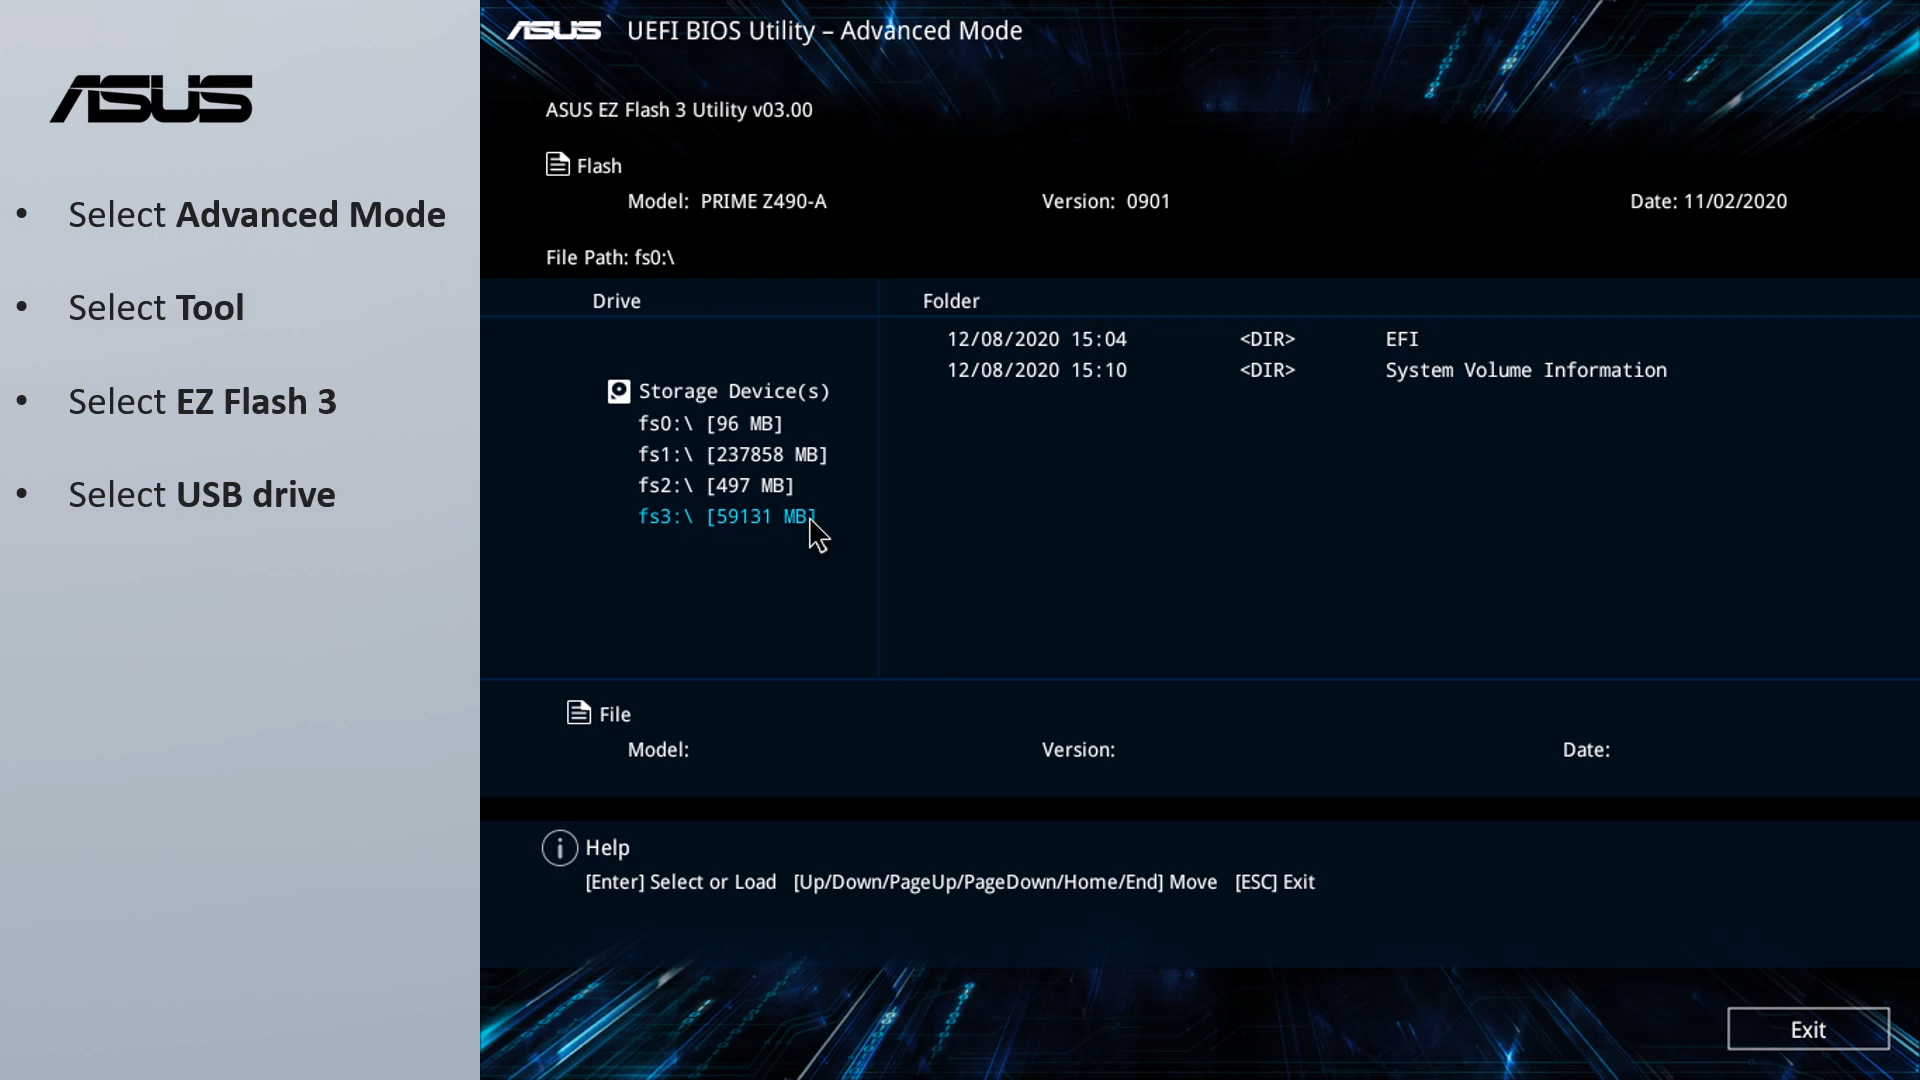 ASUS
• Select Advanced Mode
• Select Tool
• Select EZ Flash 3
• Select USB drive
ASUS UEFI BIOS Utility – Advanced Mode
ASUS EZ Flash 3 Utility v03.00
Flash
Model: PRIME Z490-A Version: 0901 Date: 11/02/2020
File Path: fs0:\
Drive Folder
12/08/2020 15:04 <DIR> EFI
12/08/2020 15:10 <DIR> System Volume Information
Storage Device(s)
fs0:\ [96 MB]
fs1:\ [237858 MB]
fs2:\ [497 MB]
fs3:\ [59131 MB]
File
Model: Version: Date:
Help
[Enter] Select or Load [Up/Down/PageUp/PageDown/Home/End] Move [ESC] Exit
Exit